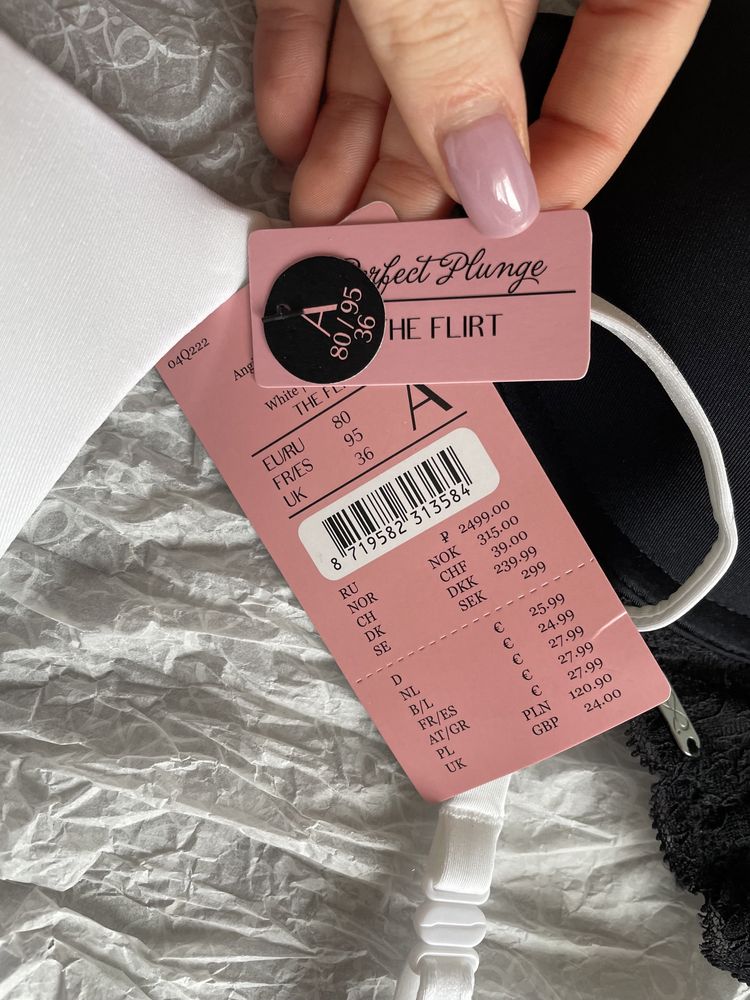 Perfect Plunge
THE FLIRT
A
80 / 95
36
04Q222
White
THE
A
EU/RU 80
FR/ES 95
UK 36
8 719582 313584
RU ₽ 2499.00
NOR NOK 315.00
CH CHF 39.00
DK DKK 239.99
SE SEK 299
D € 25.99
NL € 24.99
B/L € 27.99
FR/ES € 27.99
AT/GR € 27.99
PL PLN 120.90
UK GBP 24.00